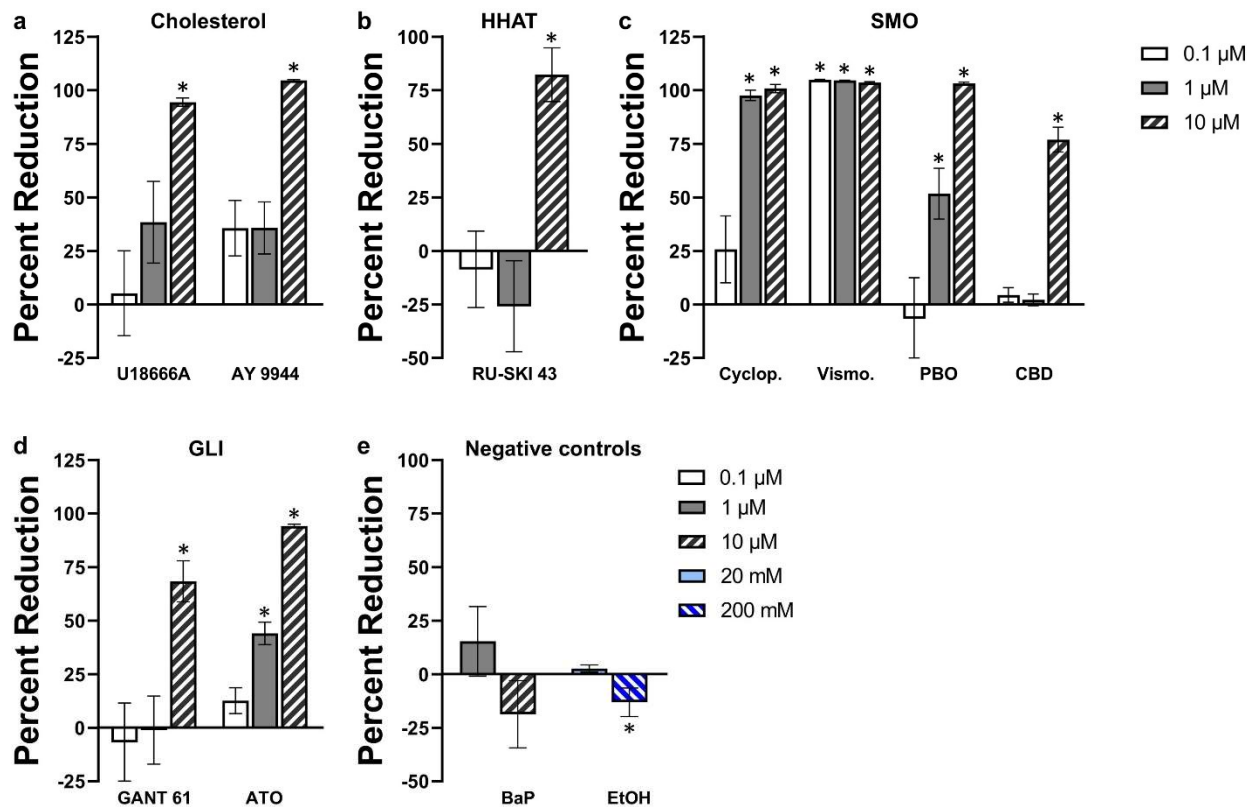 a
Cholesterol
Percent Reduction
125
100
75
50
25
0
-25
*
*
U18666A
AY 9944
b
HHAT
Percent Reduction
100
75
50
25
0
-25
-50
*
RU-SKI 43
c
SMO
Percent Reduction
125
100
75
50
25
0
-25
* *
* * *
*
*
*
Cyclop.
Vismo.
PBO
CBD
0.1 µM
1 µM
10 µM
d
GLI
Percent Reduction
125
100
75
50
25
0
-25
*
*
*
GANT 61
ATO
e
Negative controls
Percent Reduction
100
75
50
25
0
-25
-50
*
BaP
EtOH
0.1 µM
1 µM
10 µM
20 mM
200 mM